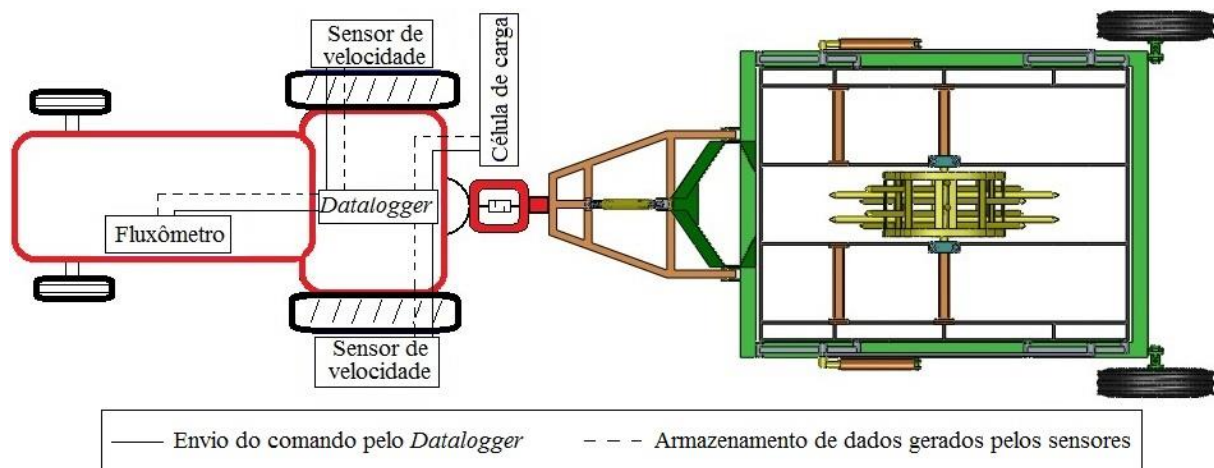 Sensor de
velocidade
Célula de carga
Datalogger
Fluxômetro
Sensor de
velocidade
Envio do comando pelo Datalogger
Armazenamento de dados gerados pelos sensores